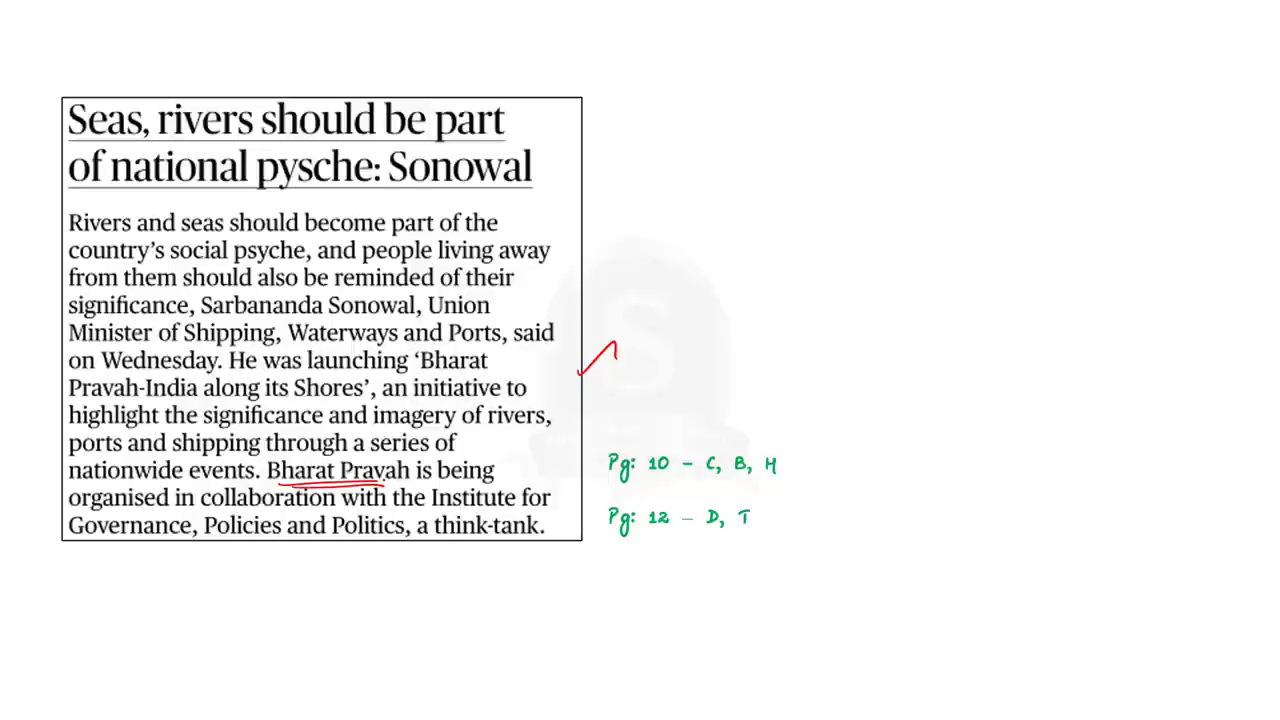 Seas, rivers should be part
of national pysche: Sonowal
Rivers and seas should become part of the
country's social psyche, and people living away
from them should also be reminded of their
significance, Sarbananda Sonowal, Union
Minister of Shipping, Waterways and Ports, said
on Wednesday. He was launching 'Bharat
Pravah-India along its Shores', an initiative to
highlight the significance and imagery of rivers,
ports and shipping through a series of
nationwide events. Bharat Pravah is being
organised in collaboration with the Institute for
Governance, Policies and Politics, a think-tank.
Pg: 10 - C, B, H
Pg: 12 - D, T